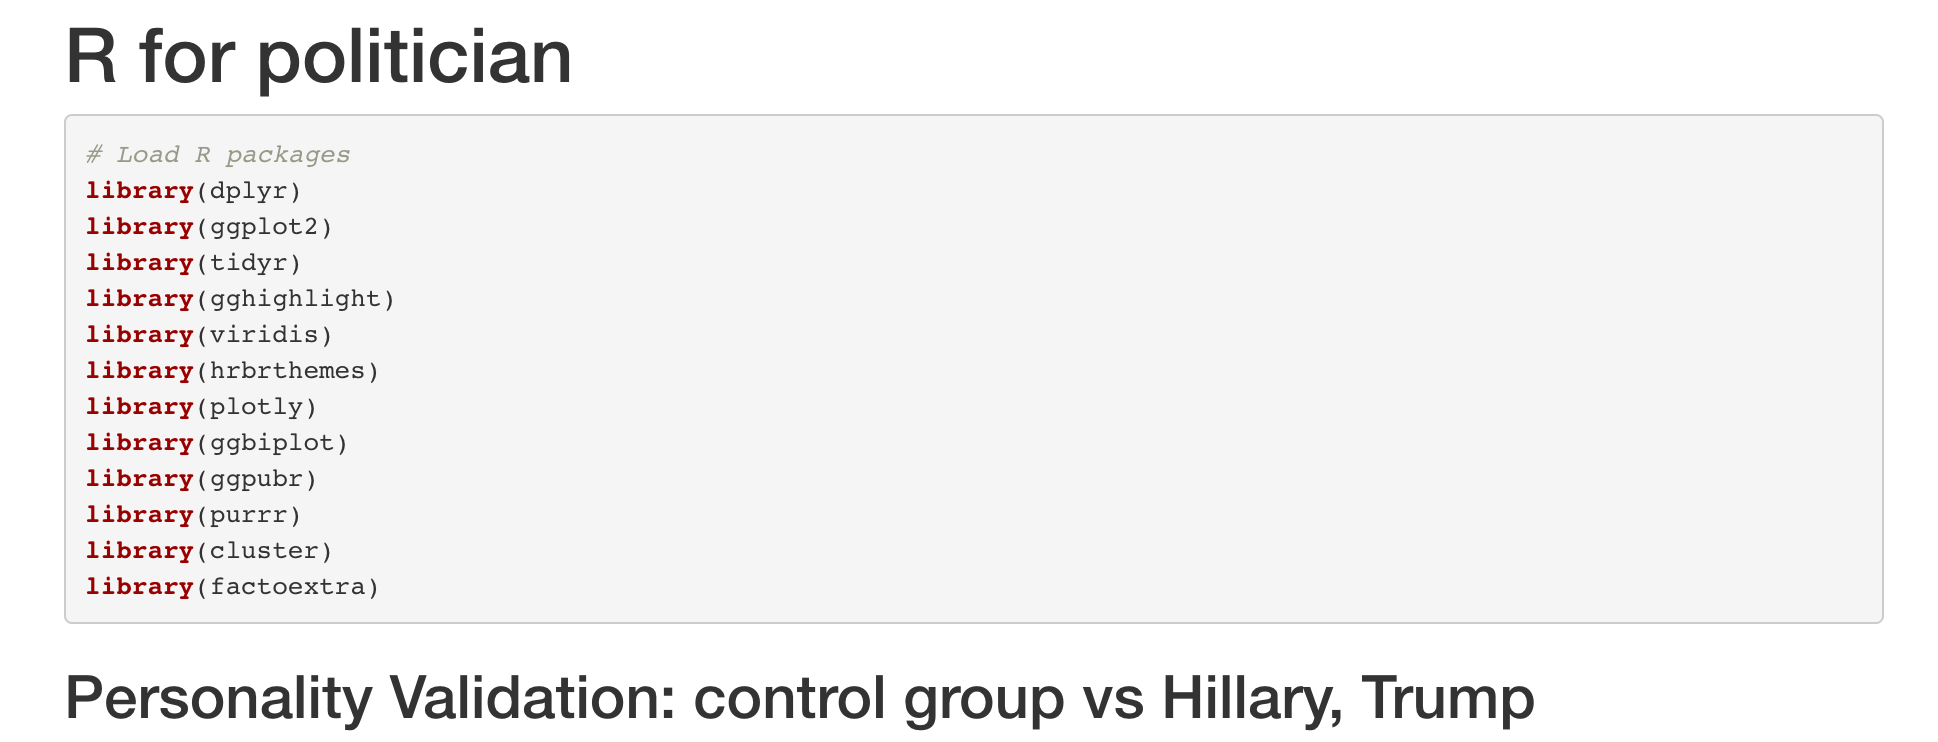 R for politician
# Load R packages
library(dplyr)
library(ggplot2)
library(tidyr)
library(gghighlight)
library(viridis)
library(hrbrthemes)
library(plotly)
library(ggbiplot)
library(ggpubr)
library(purrr)
library(cluster)
library(factoextra)
Personality Validation: control group vs Hillary, Trump